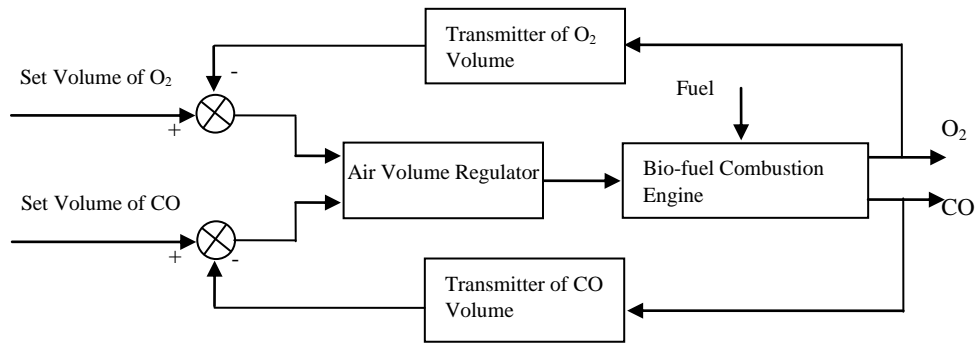 Transmitter of O₂
Volume
-
Set Volume of O₂
+
Fuel
O₂
Air Volume Regulator
Bio-fuel Combustion
Engine
Set Volume of CO
CO
+
-
Transmitter of CO
Volume